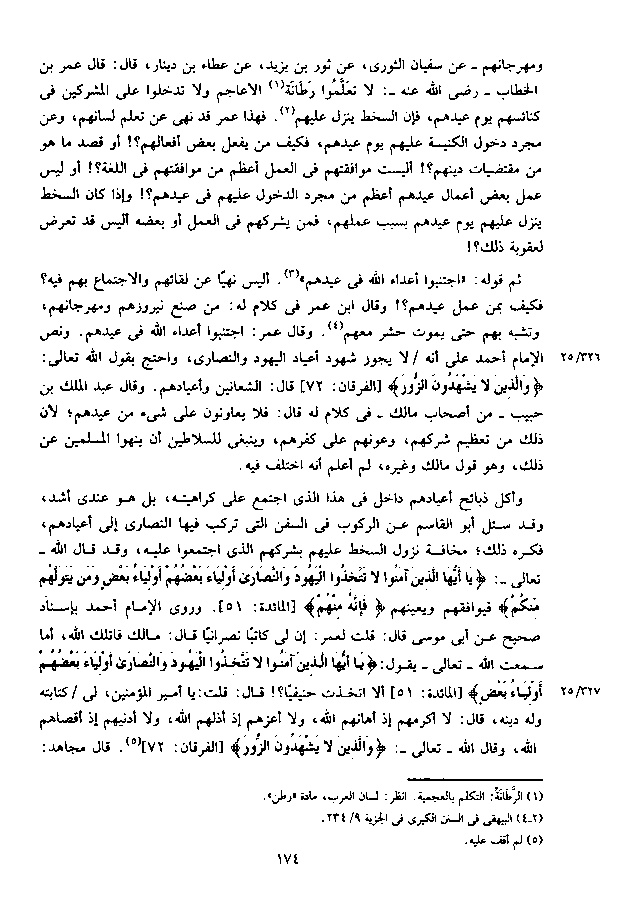 ومهرجانهم ـ عن سفيان الثورى، عن ثور بن يزيد، عن عطاء بن دينار، قال: قال عمر بن
الخطاب ـ رضى الله عنه ـ: لا تعلَّمُوا رَطَانَة(١) الأعاجم ولا تدخلوا على المشركين فى
كنائسهم يوم عيدهم، فإن السخط ينزل عليهم(٢). فهذا عمر قد نهى عن تعلم لسانهم، وعن
مجرد دخول الكنيسة عليهم يوم عيدهم، فكيف من يفعل بعض أفعالهم؟! أو قصد ما هو
من مقتضيات دينهم؟! أليست موافقتهم فى العمل أعظم من موافقتهم فى اللغة؟! أو ليس
عمل بعض أعمال عيدهم أعظم من مجرد الدخول عليهم فى عيدهم؟! وإذا كان السخط
ينزل عليهم يوم عيدهم بسبب عملهم، فمن يشركهم فى العمل أو بعضه أليس قد تعرض
لعقوبة ذلك؟!
ثم قوله: «اجتنبوا أعداء الله فى عيدهم»(٣). أليس نهيًا عن لقائهم والاجتماع بهم فيه؟
فكيف بمن عمل عيدهم؟! وقال ابن عمر فى كلام له: من صنع نيروزهم ومهرجانهم،
وتشبه بهم حتى يموت حشر معهم(٤). وقال عمر: اجتنبوا أعداء الله فى عيدهم. ونص
٢٥/٣٢٦ الإمام أحمد على أنه / لا يجوز شهود أعياد اليهود والنصارى، واحتج بقول الله تعالى:
﴿ وَالَّذِينَ لا يَشْهَدُونَ الزُّورَ ﴾ [الفرقان: ٧٢] قال: الشعانين وأعيادهم. وقال عبد الملك بن
حبيب ـ من أصحاب مالك ـ فى كلام له قال: فلا يعاونون على شىء من عيدهم؛ لأن
ذلك من تعظيم شركهم، وعونهم على كفرهم، وينبغى للسلاطين أن ينهوا المسلمين عن
ذلك، وهو قول مالك وغيره، لم أعلم أنه اختلف فيه.
وأكل ذبائح أعيادهم داخل فى هذا الذى اجتمع على كراهيته، بل هو عندى أشد،
وقد سئل أبو القاسم عن الركوب فى السفن التى تركب فيها النصارى إلى أعيادهم،
فكره ذلك؛ مخافة نزول السخط عليهم بشركهم الذى اجتمعوا عليه، وقد قال الله ـ
تعالى ـ: ﴿ يَا أَيُّهَا الَّذِينَ آمَنُوا لا تَتَّخِذُوا الْيَهُودَ وَالنَّصَارَىٰ أَوْلِيَاءَ بَعْضُهُمْ أَوْلِيَاءُ بَعْضٍ وَمَن يَتَوَلَّهُم
مِّنكُمْ ﴾ فيوافقهم ويعينهم ﴿ فَإِنَّهُ مِنْهُمْ ﴾ [المائدة: ٥١]. وروى الإمام أحمد بإسناد
صحيح عن أبى موسى قال: قلت لعمر: إن لى كاتبًا نصرانيًا قال: مالك قاتلك الله، أما
سمعت الله ـ تعالى ـ يقول: ﴿ يَا أَيُّهَا الَّذِينَ آمَنُوا لا تَتَّخِذُوا الْيَهُودَ وَالنَّصَارَىٰ أَوْلِيَاءَ بَعْضُهُمْ
٢٥/٣٢٧ أَوْلِيَاءُ بَعْضٍ ﴾ [المائدة: ٥١] ألا اتخذت حنيفيًا؟! قال: قلت: يا أمير المؤمنين، لى / كتابته
وله دينه، قال: لا أكرمهم إذ أهانهم الله، ولا أعزهم إذ أذلهم الله، ولا أدنيهم إذ أقصاهم
الله، وقال الله ـ تعالى ـ: ﴿ وَالَّذِينَ لا يَشْهَدُونَ الزُّورَ ﴾ [الفرقان: ٧٢](٥). قال مجاهد:
(١) الرَّطَانَةُ: التكلم بالعجمية. انظر: لسان العرب، مادة «رطن».
(٢ـ٤) البيهقى فى السنن الكبرى فى الجزية ٩/ ٢٣٤.
(٥) لم أقف عليه.
١٧٤